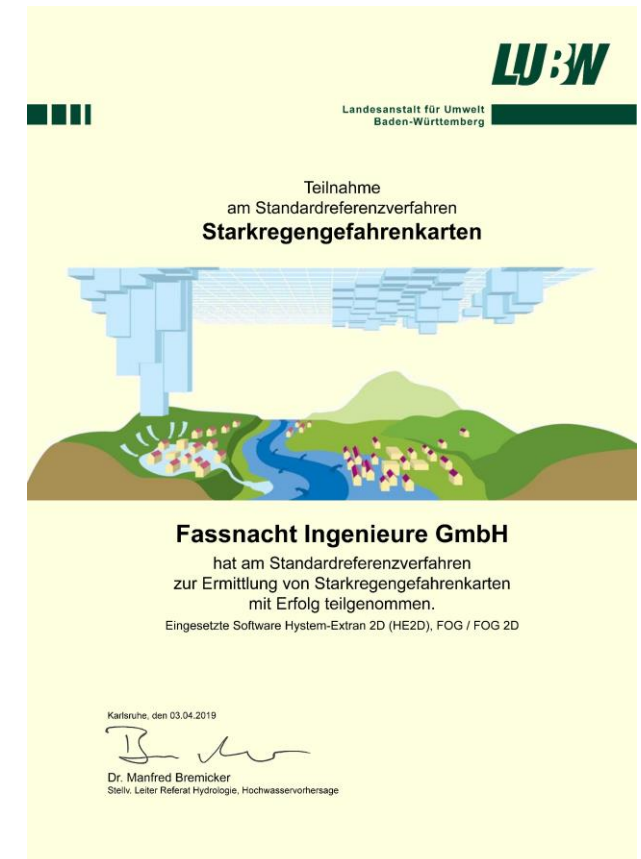 LUBW
Landesanstalt für Umwelt
Baden-Württemberg
Teilnahme
am Standardreferenzverfahren
Starkregengefahrenkarten
Fassnacht Ingenieure GmbH
hat am Standardreferenzverfahren
zur Ermittlung von Starkregengefahrenkarten
mit Erfolg teilgenommen.
Eingesetzte Software Hystem-Extran 2D (HE2D), FOG / FOG 2D
Karlsruhe, den 03.04.2019
Dr. Manfred Bremicker
Stellv. Leiter Referat Hydrologie, Hochwasservorhersage